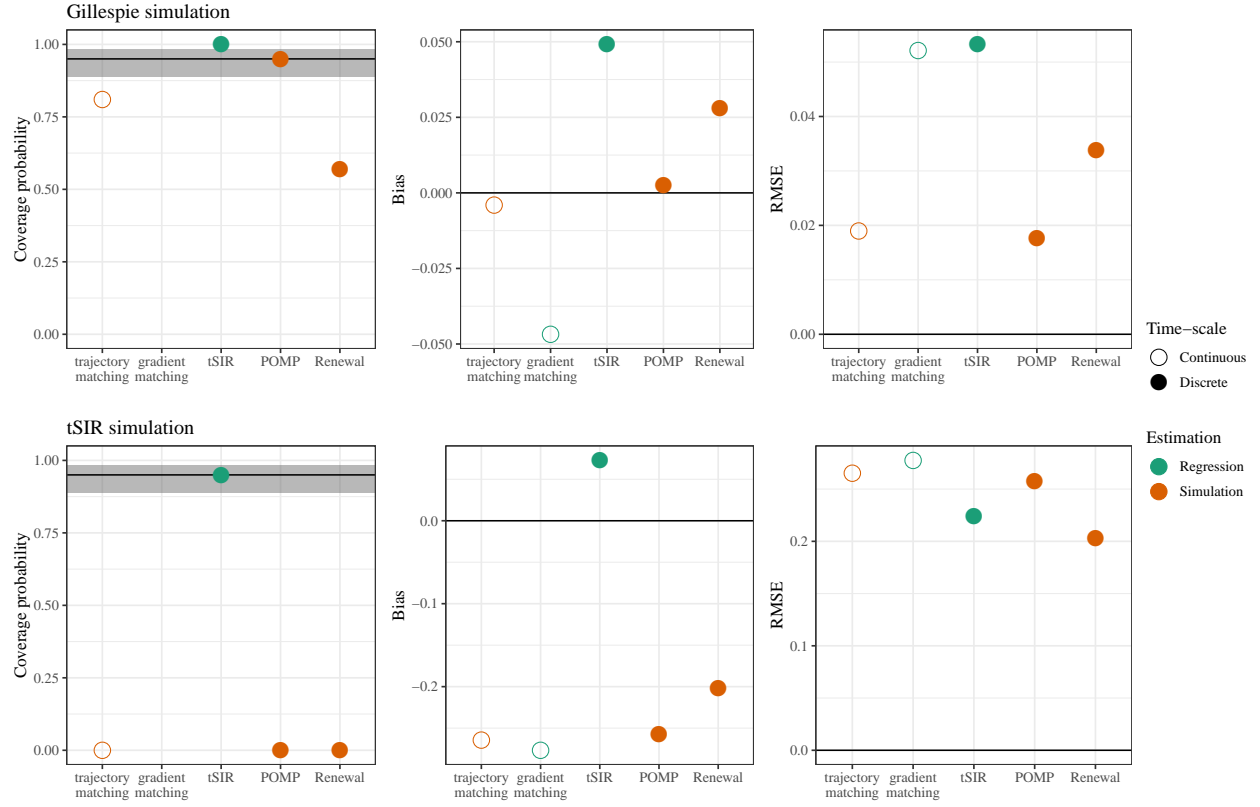 Gillespie simulation
Coverage probability
1.00
0.75
0.50
0.25
0.00
trajectory
matching
gradient
matching
tSIR
POMP
Renewal
Bias
0.050
0.025
0.000
−0.025
−0.050
trajectory
matching
gradient
matching
tSIR
POMP
Renewal
RMSE
0.04
0.02
0.00
trajectory
matching
gradient
matching
tSIR
POMP
Renewal
Time−scale
Continuous
Discrete
Estimation
Regression
Simulation
tSIR simulation
Coverage probability
1.00
0.75
0.50
0.25
0.00
trajectory
matching
gradient
matching
tSIR
POMP
Renewal
Bias
0.0
−0.1
−0.2
trajectory
matching
gradient
matching
tSIR
POMP
Renewal
RMSE
0.2
0.1
0.0
trajectory
matching
gradient
matching
tSIR
POMP
Renewal